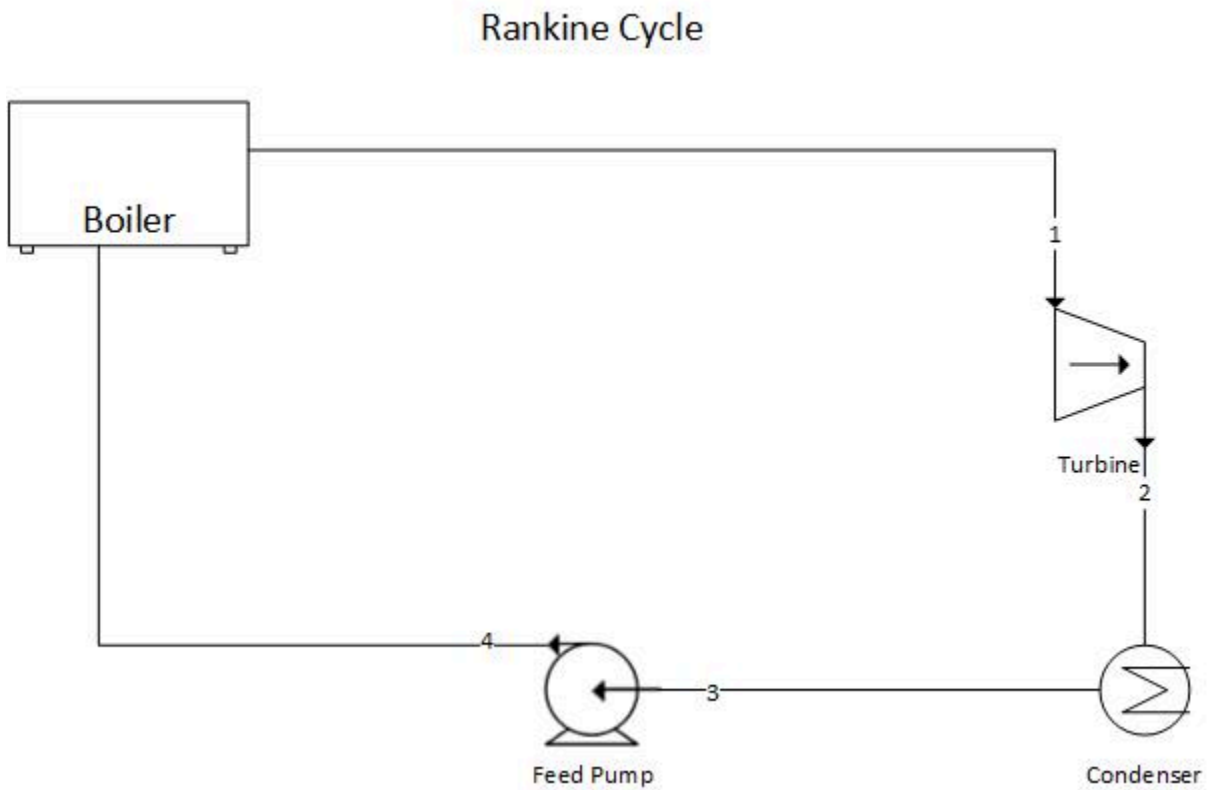 Rankine Cycle
Boiler
1
Turbine
2
4
3
Feed Pump
Condenser